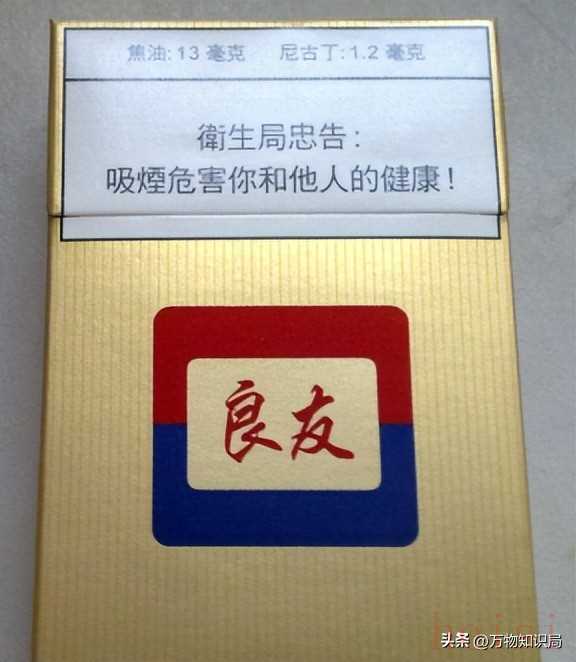 焦油:13 毫克 尼古丁:1.2 毫克
衛生局忠告:
吸煙危害你和他人的健康!
良友
头条 @万物知识局